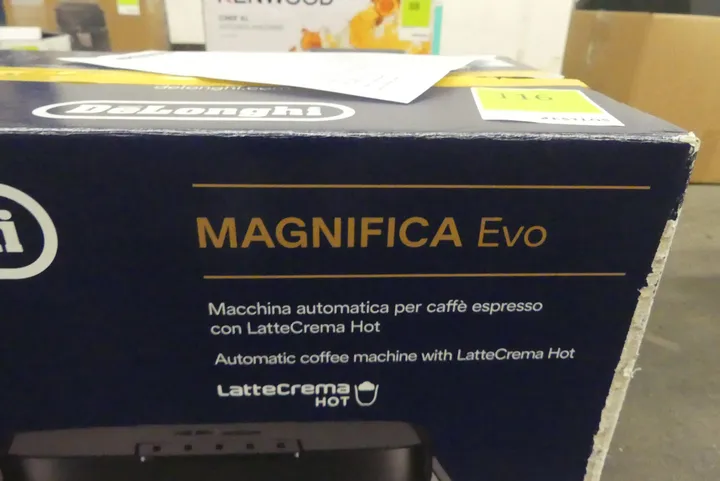 KENWOOD
delonghi.com
DeLonghi
116
MAGNIFICA Evo
Macchina automatica per caffè espresso
con LatteCrema Hot
Automatic coffee machine with LatteCrema Hot
LatteCrema
HOT